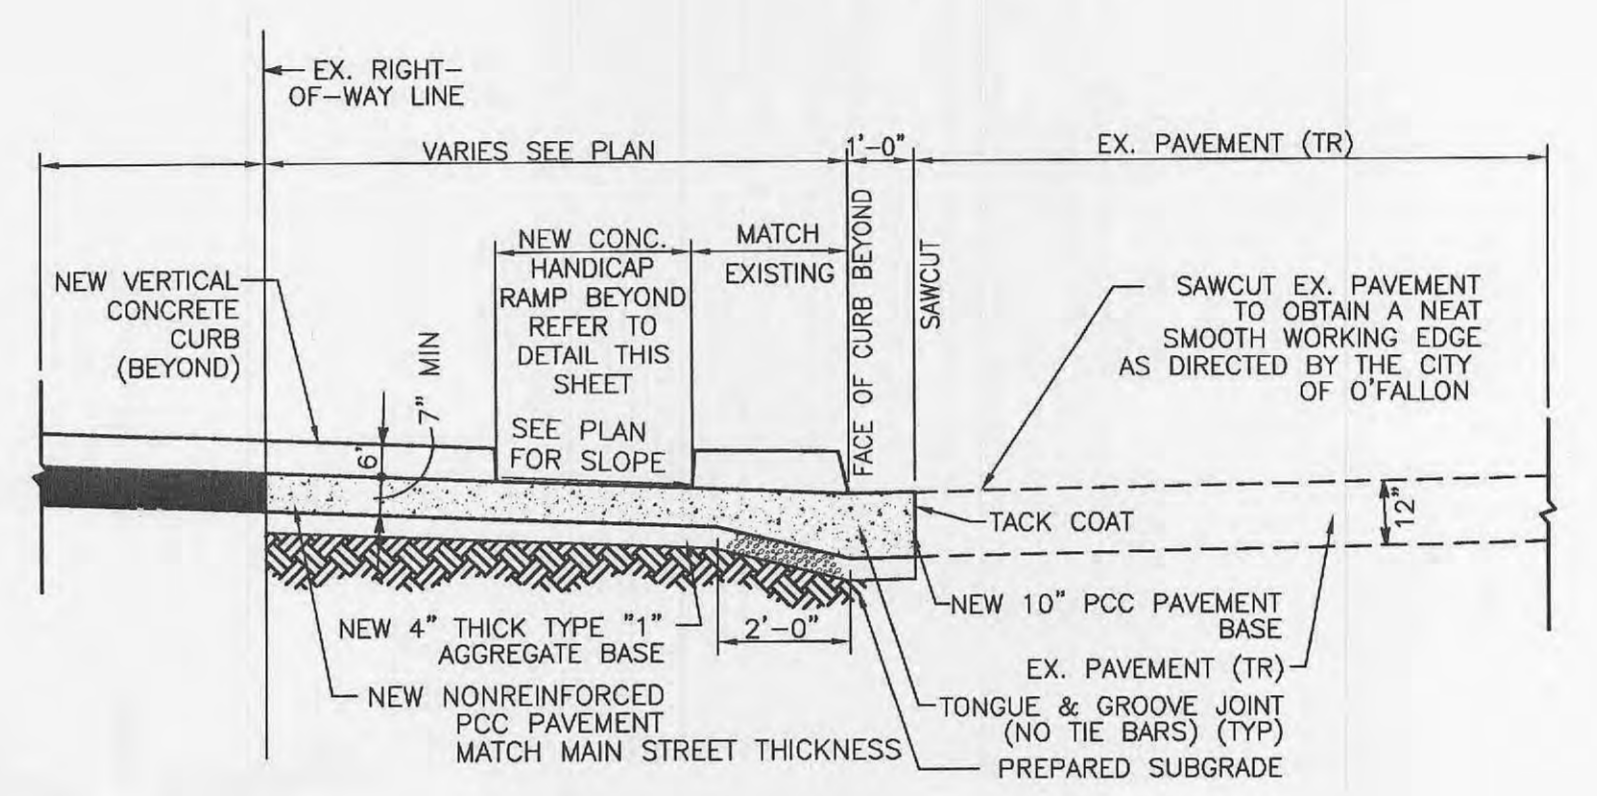 EX. RIGHT-
OF-WAY LINE
VARIES SEE PLAN
1'-0"
EX. PAVEMENT (TR)
NEW CONC.
HANDICAP
RAMP BEYOND
REFER TO
DETAIL THIS
SHEET
SEE PLAN
FOR SLOPE
MATCH
EXISTING
FACE OF CURB BEYOND
SAWCUT
NEW VERTICAL
CONCRETE
CURB
(BEYOND)
7" MIN
6'
SAWCUT EX. PAVEMENT
TO OBTAIN A NEAT
SMOOTH WORKING EDGE
AS DIRECTED BY THE CITY
OF O'FALLON
TACK COAT
12"
NEW 10" PCC PAVEMENT
BASE
NEW 4" THICK TYPE "1"
AGGREGATE BASE
2'-0"
EX. PAVEMENT (TR)
NEW NONREINFORCED
PCC PAVEMENT
MATCH MAIN STREET THICKNESS
TONGUE & GROOVE JOINT
(NO TIE BARS) (TYP)
PREPARED SUBGRADE